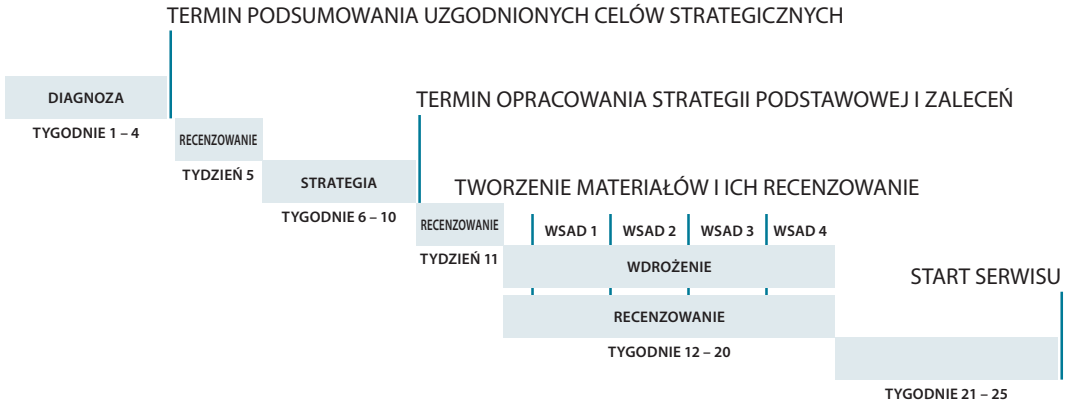 TERMIN PODSUMOWANIA UZGODNIONYCH CELÓW STRATEGICZNYCH
DIAGNOZA
TYGODNIE 1 – 4
TERMIN OPRACOWANIA STRATEGII PODSTAWOWEJ I ZALECEŃ
RECENZOWANIE
TYDZIEŃ 5
STRATEGIA
TYGODNIE 6 – 10
TWORZENIE MATERIAŁÓW I ICH RECENZOWANIE
RECENZOWANIE
TYDZIEŃ 11
WSAD 1
WSAD 2
WSAD 3
WSAD 4
WDROŻENIE
START SERWISU
RECENZOWANIE
TYGODNIE 12 – 20
TYGODNIE 21 – 25